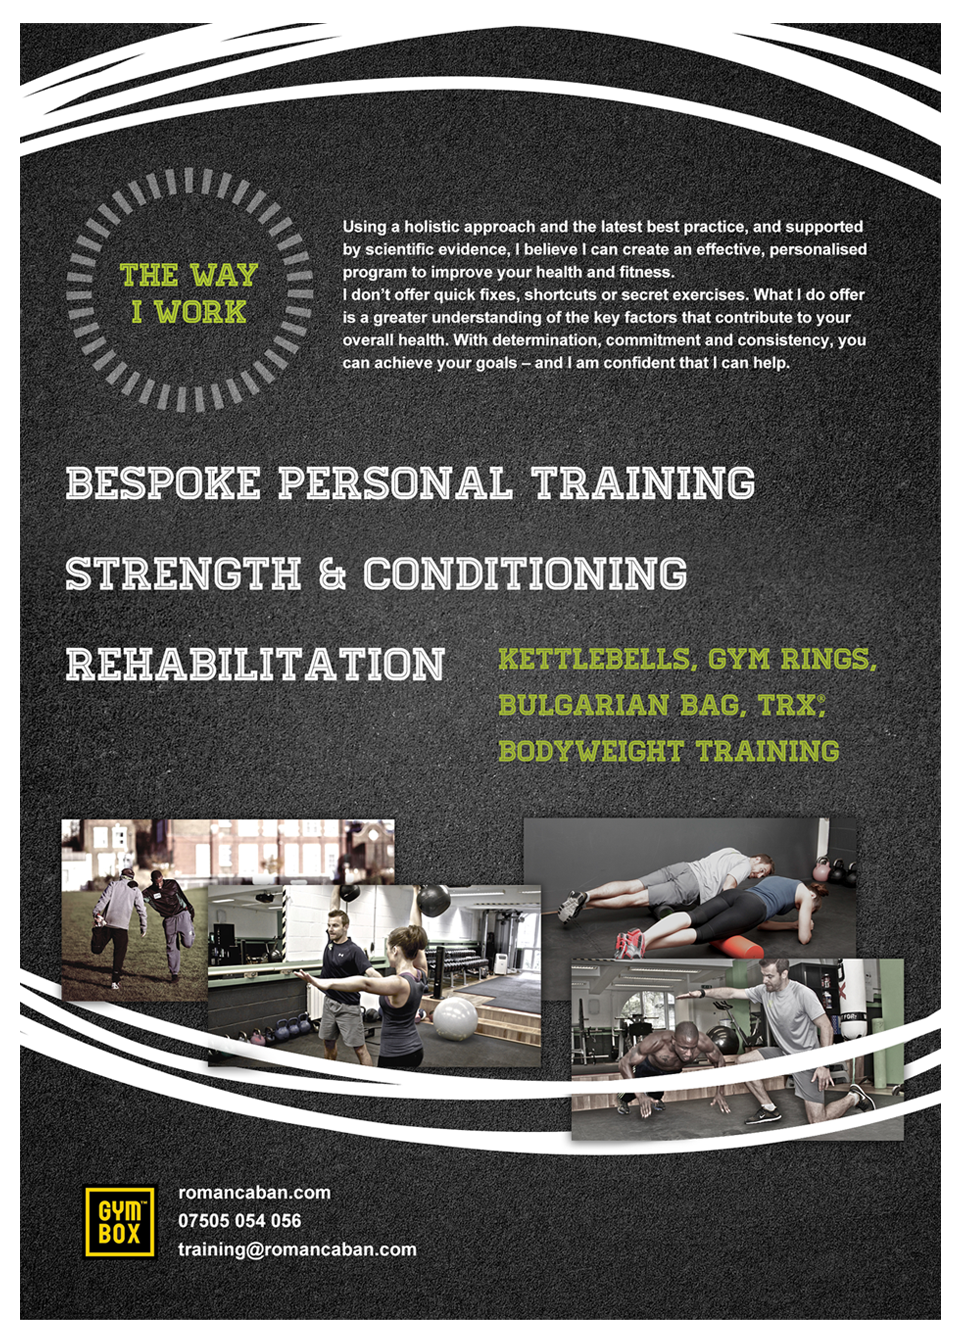 THE WAY
I WORK
Using a holistic approach and the latest best practice, and supported
by scientific evidence, I believe I can create an effective, personalised
program to improve your health and fitness.
I don’t offer quick fixes, shortcuts or secret exercises. What I do offer
is a greater understanding of the key factors that contribute to your
overall health. With determination, commitment and consistency, you
can achieve your goals – and I am confident that I can help.
BESPOKE PERSONAL TRAINING
STRENGTH & CONDITIONING
REHABILITATION
KETTLEBELLS, GYM RINGS,
BULGARIAN BAG, TRX®,
BODYWEIGHT TRAINING
GYM™
BOX
romancaban.com
07505 054 056
training@romancaban.com